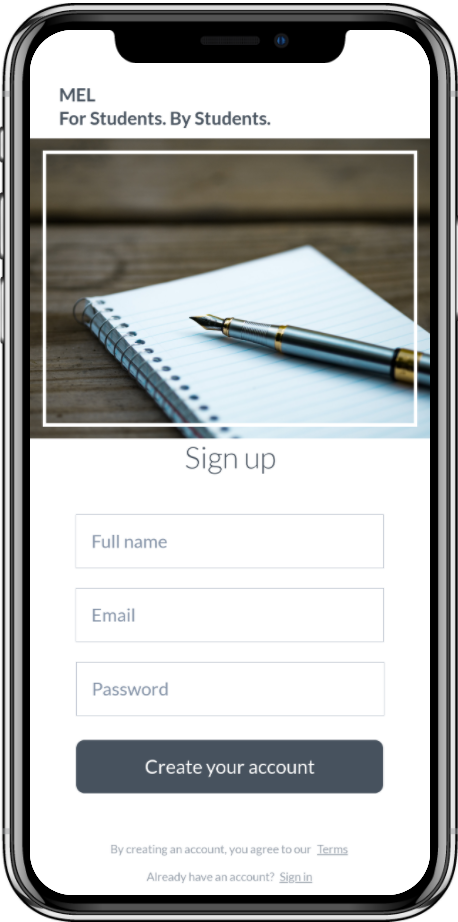 MEL
For Students. By Students.
Sign up
Full name
Email
Password
Create your account
By creating an account, you agree to our Terms
Already have an account? Sign in